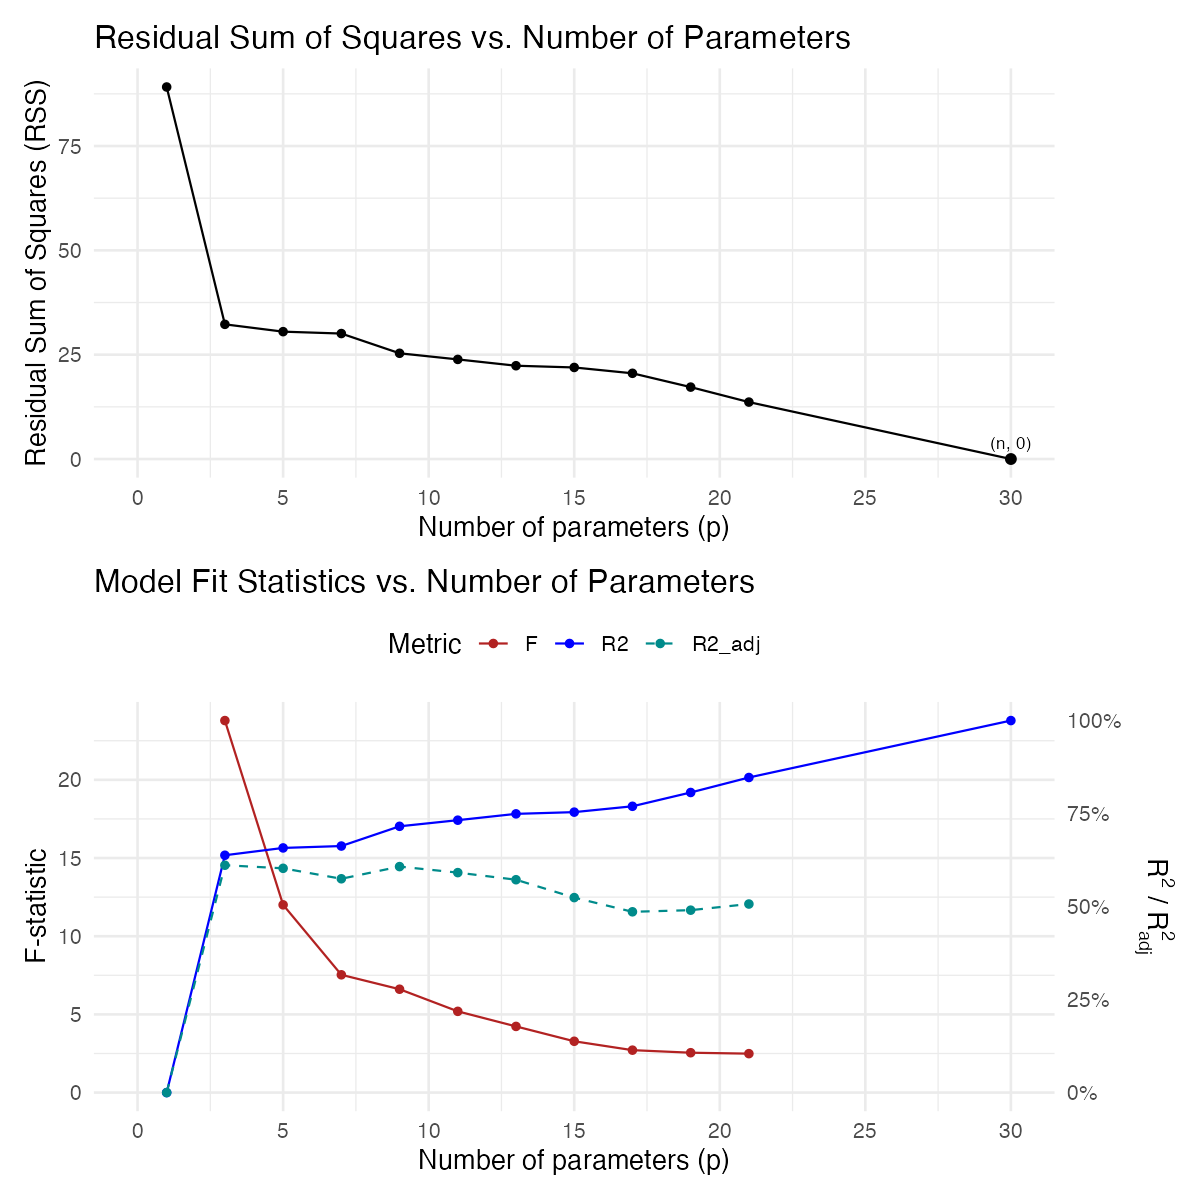 Residual Sum of Squares vs. Number of Parameters
Residual Sum of Squares (RSS)
75
50
25
0
(n, 0)
0 5 10 15 20 25 30
Number of parameters (p)
Model Fit Statistics vs. Number of Parameters
Metric F R2 R2_adj
F-statistic
20
15
10
5
0
100%
75%
50%
25%
0%
R² / R²adj
0 5 10 15 20 25 30
Number of parameters (p)